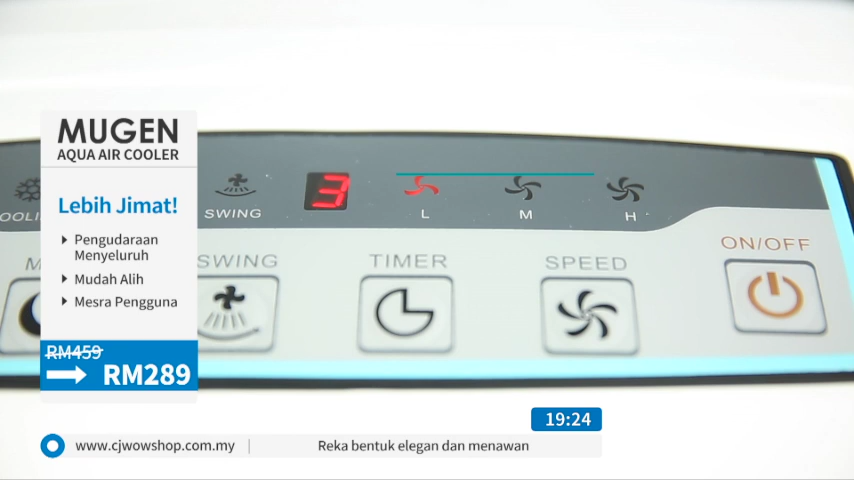 MUGEN
AQUA AIR COOLER
Lebih Jimat!
Pengudaraan
Menyeluruh
Mudah Alih
Mesra Pengguna
RM459
RM289
SWING
3
L
M
H
SWING
TIMER
SPEED
ON/OFF
19:24
www.cjwowshop.com.my
Reka bentuk elegan dan menawan